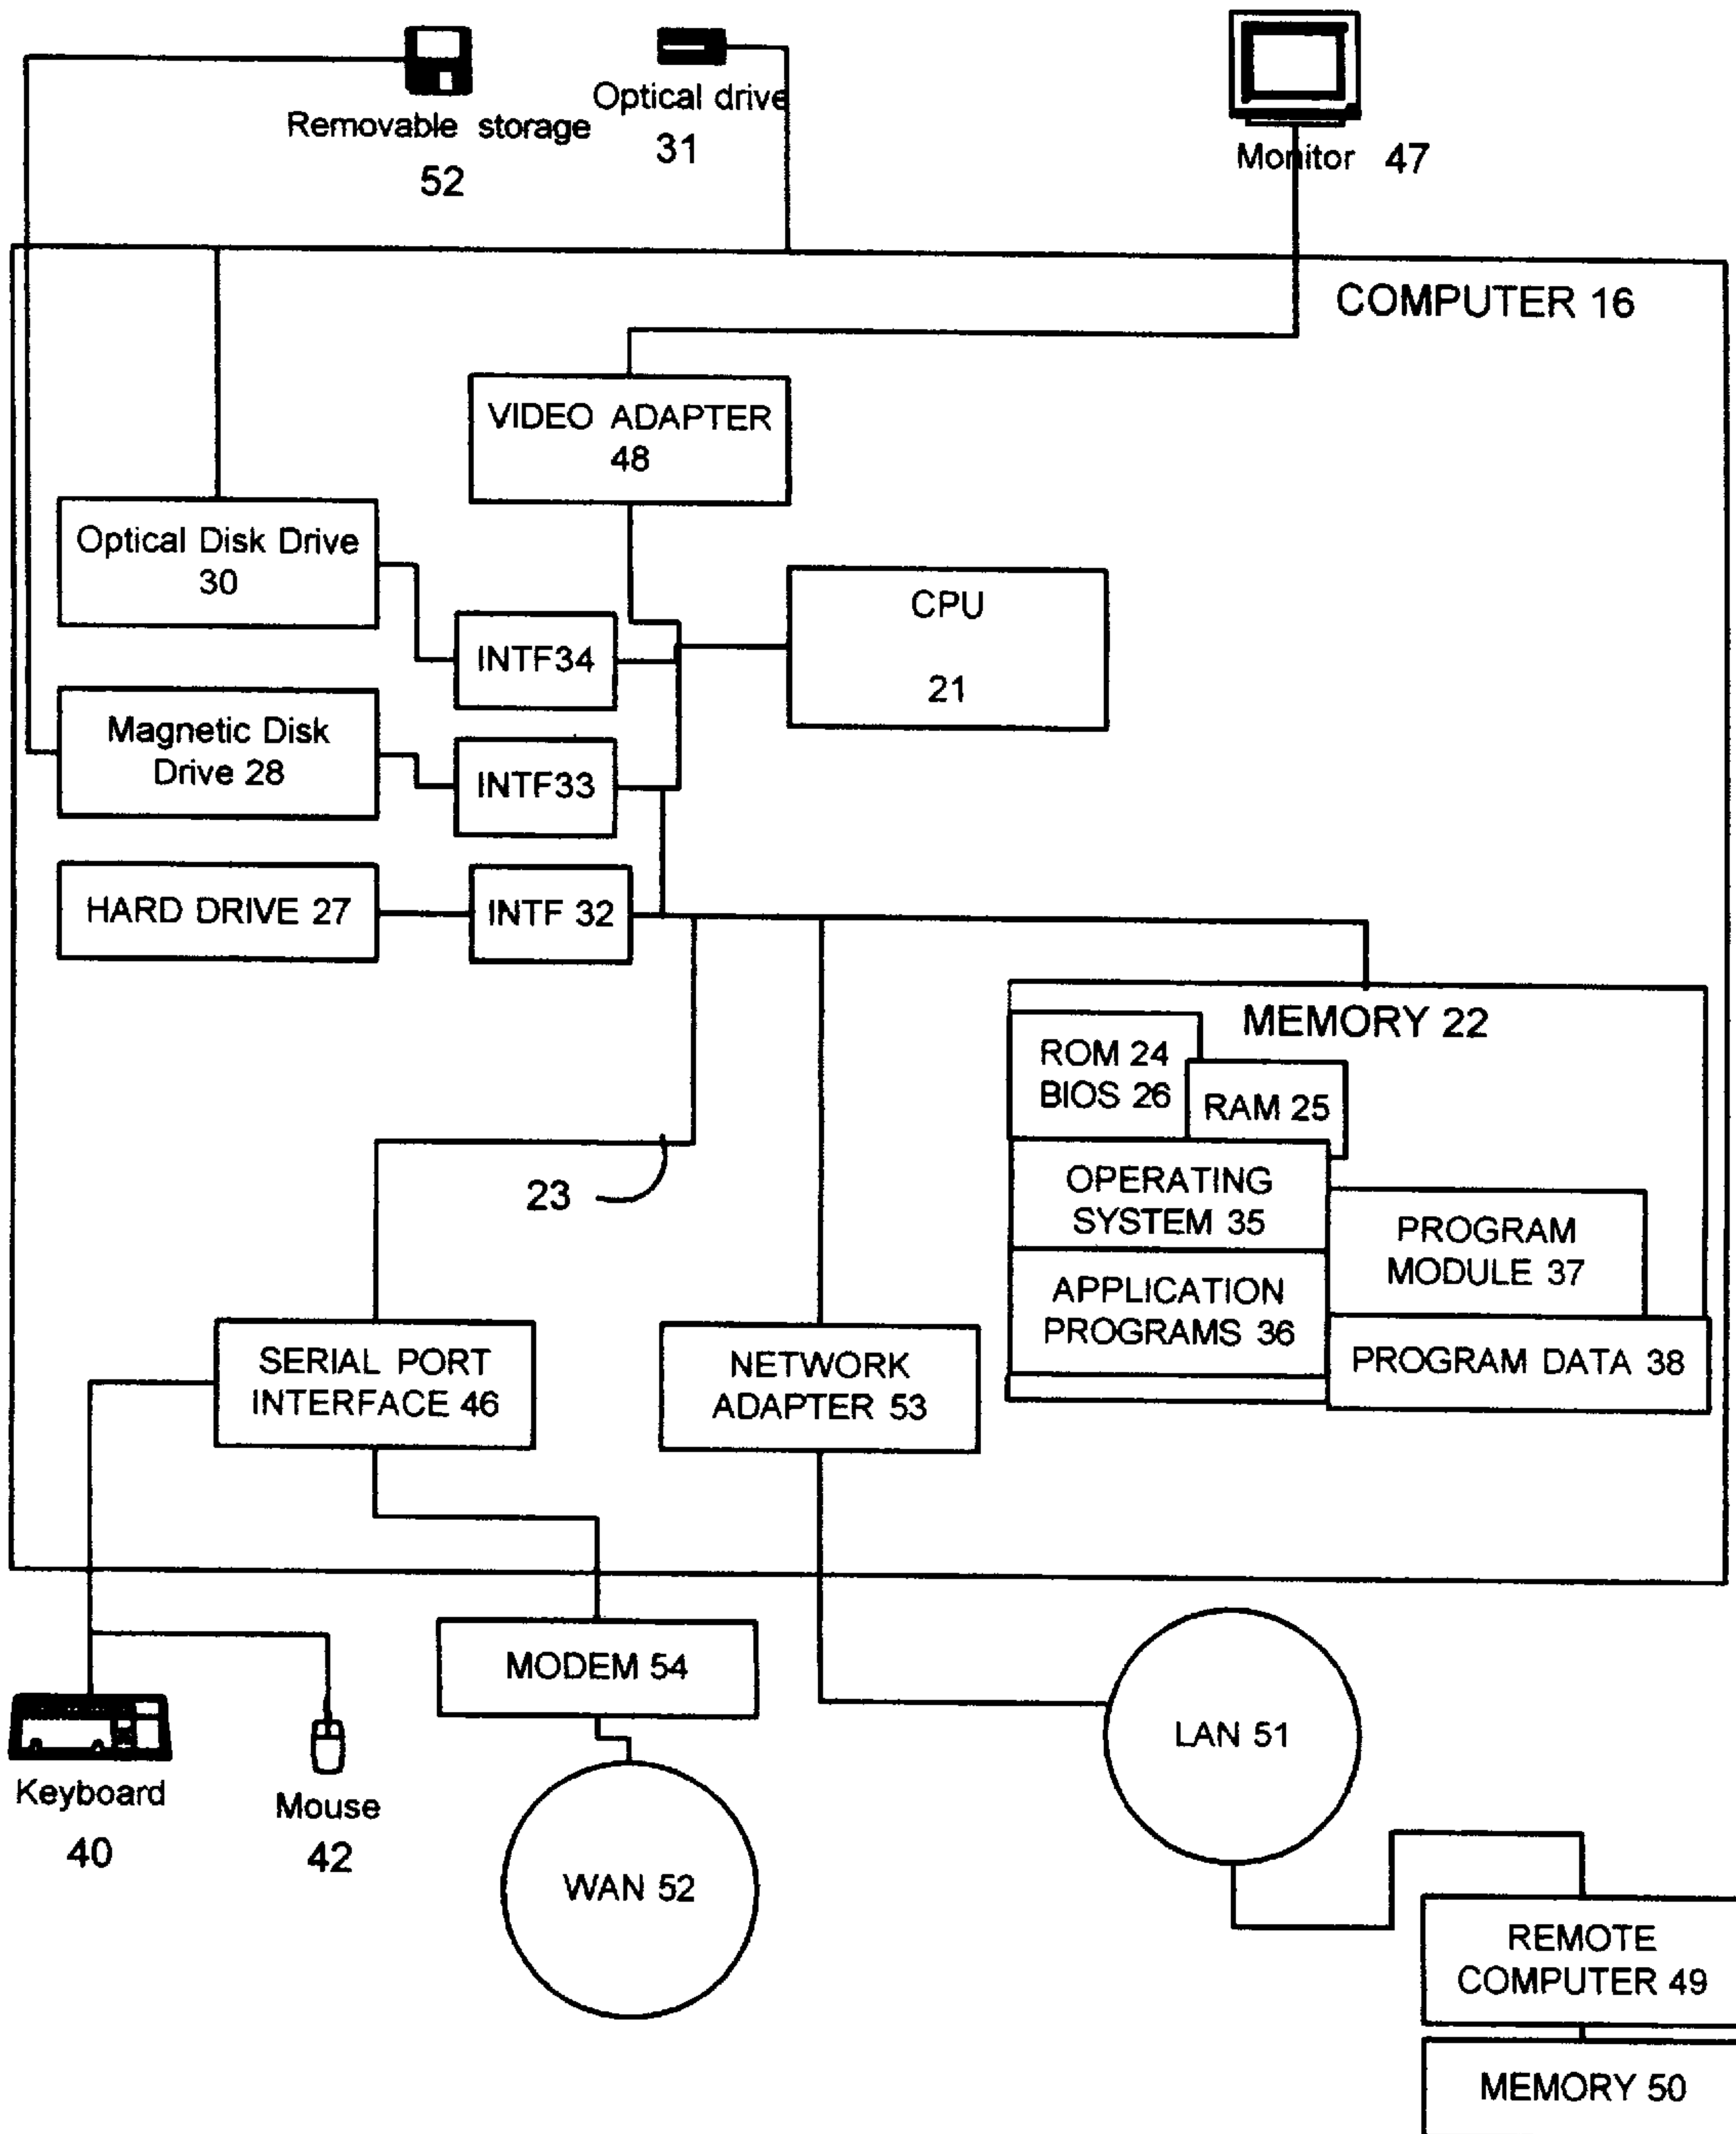 Removable storage
52
Optical drive
31
Monitor 47
COMPUTER 16
VIDEO ADAPTER
48
Optical Disk Drive
30
CPU
21
INTF34
Magnetic Disk
Drive 28
INTF33
HARD DRIVE 27
INTF 32
MEMORY 22
ROM 24
BIOS 26
RAM 25
23
OPERATING
SYSTEM 35
PROGRAM
MODULE 37
APPLICATION
PROGRAMS 36
PROGRAM DATA 38
SERIAL PORT
INTERFACE 46
NETWORK
ADAPTER 53
MODEM 54
LAN 51
Keyboard
40
Mouse
42
WAN 52
REMOTE
COMPUTER 49
MEMORY 50